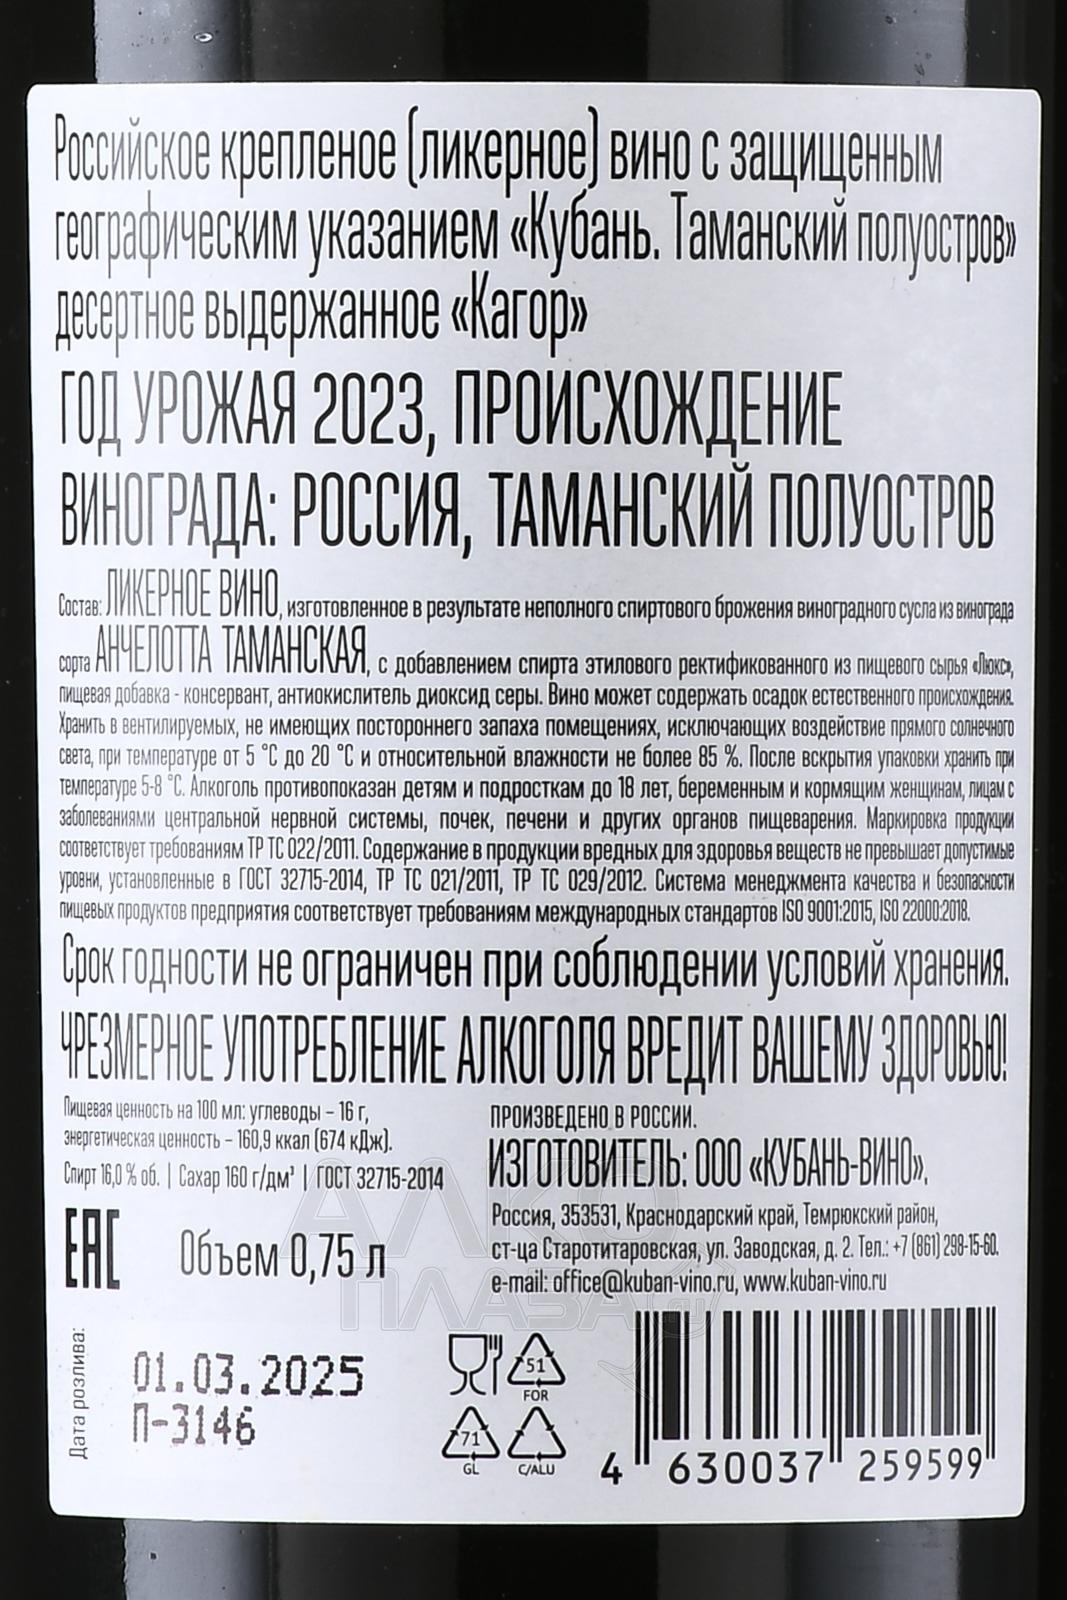 Российское крепленое (ликерное) вино с защищенным
географическим указанием «Кубань. Таманский полуостров»
десертное выдержанное «Кагор»
ГОД УРОЖАЯ 2023, ПРОИСХОЖДЕНИЕ
ВИНОГРАДА: РОССИЯ, ТАМАНСКИЙ ПОЛУОСТРОВ
Состав: ЛИКЕРНОЕ ВИНО, изготовленное в результате неполного спиртового брожения виноградного сусла из винограда
сорта АНЧЕЛОТТА ТАМАНСКАЯ, с добавлением спирта этилового ректификованного из пищевого сырья «Люкс»,
пищевая добавка - консервант, антиокислитель диоксид серы. Вино может содержать осадок естественного происхождения.
Хранить в вентилируемых, не имеющих постороннего запаха помещениях, исключающих воздействие прямого солнечного
света, при температуре от 5 °С до 20 °С и относительной влажности не более 85 %. После вскрытия упаковки хранить при
температуре 5-8 °С. Алкоголь противопоказан детям и подросткам до 18 лет, беременным и кормящим женщинам, лицам с
заболеваниями центральной нервной системы, почек, печени и других органов пищеварения. Маркировка продукции
соответствует требованиям ТР ТС 022/2011. Содержание в продукции вредных для здоровья веществ не превышает допустимые
уровни, установленные в ГОСТ 32715-2014, ТР ТС 021/2011, ТР ТС 029/2012. Система менеджмента качества и безопасности
пищевых продуктов предприятия соответствует требованиям международных стандартов ISO 9001:2015, ISO 22000:2018.
Срок годности не ограничен при соблюдении условий хранения.
ЧРЕЗМЕРНОЕ УПОТРЕБЛЕНИЕ АЛКОГОЛЯ ВРЕДИТ ВАШЕМУ ЗДОРОВЬЮ!
Пищевая ценность на 100 мл: углеводы – 16 г,
энергетическая ценность – 160,9 ккал (674 кДж).
Спирт 16,0 % об. | Сахар 160 г/дм³ | ГОСТ 32715-2014
ЕАС Объем 0,75 л
ПРОИЗВЕДЕНО В РОССИИ.
ИЗГОТОВИТЕЛЬ: ООО «КУБАНЬ-ВИНО».
Россия, 353531, Краснодарский край, Темрюкский район,
ст-ца Старотитаровская, ул. Заводская, д. 2. Тел.: +7 (861) 298-15-60.
e-mail: office@kuban-vino.ru, www.kuban-vino.ru
АЛКО
ПЛАЗА
.ru
Дата розлива:
01.03.2025
П-3146
51
FOR
71
GL
C/ALU
4 630037 259599